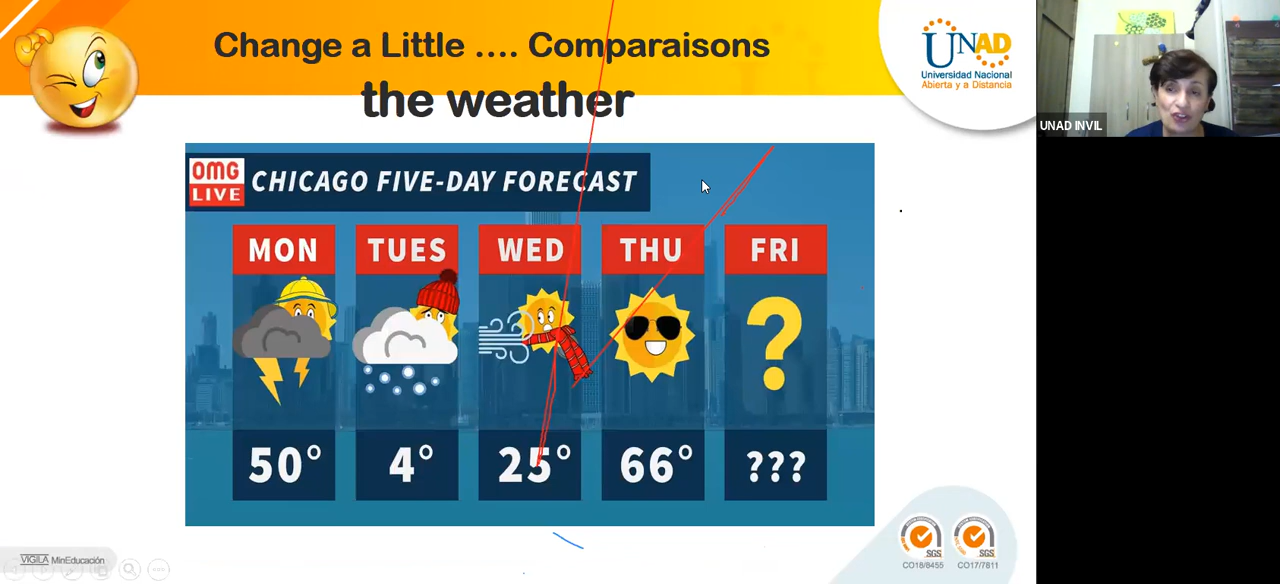 Change a Little .... Comparaisons
the weather
UNAD
Universidad Nacional
Abierta y a Distancia
UNAD INVIL
OMG
LIVE
CHICAGO FIVE-DAY FORECAST
MON TUES WED THU FRI
?
50° 4° 25° 66° ???
VIGILADA MinEducación
SGS SGS
CO18/8455 CO17/7811